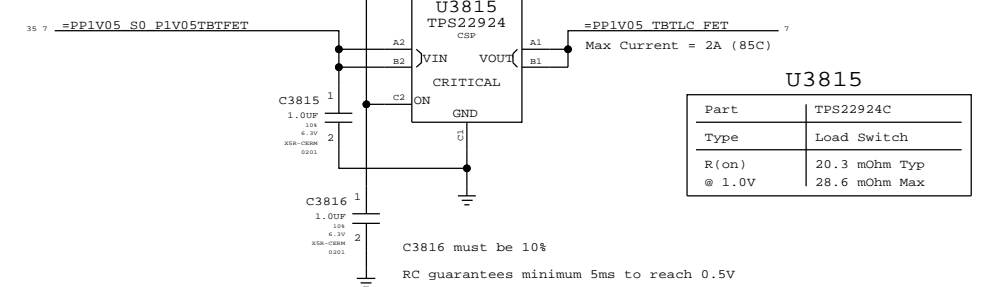 U3815
TPS22924
CSP
35 7 =PP1V05_S0_P1V05TBTFET
=PP1V05_TBTLC_FET 7
Max Current = 2A (85C)
A2
B2
VIN
VOUT
A1
B1
CRITICAL
C2 ON
GND
C1
C3815 1
1.0UF
10%
6.3V
X5R-CERM
0201
2
U3815
Part TPS22924C
Type Load Switch
R(on) 20.3 mOhm Typ
@ 1.0V 28.6 mOhm Max
C3816 1
1.0UF
10%
6.3V
X5R-CERM
0201
2
C3816 must be 10%
RC guarantees minimum 5ms to reach 0.5V